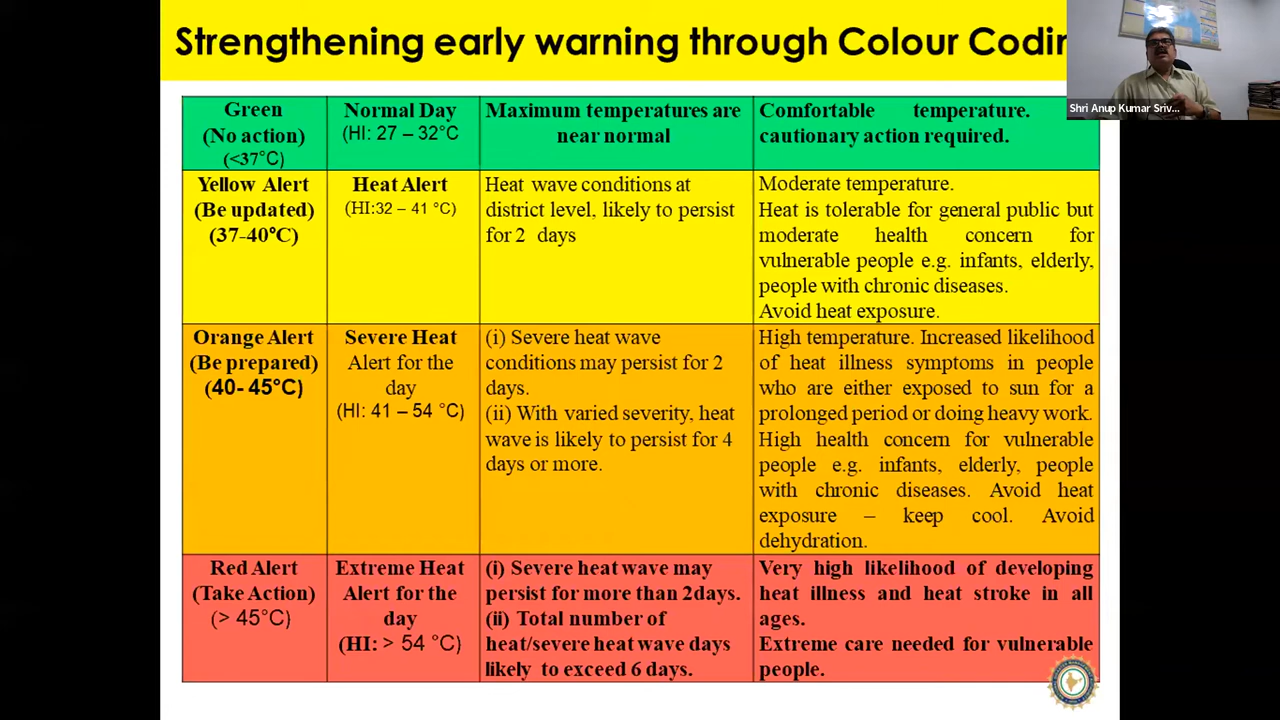 Strengthening early warning through Colour Codin
Shri Anup Kumar Sriv...
Green
(No action)
(<37°C)
Normal Day
(HI: 27 – 32°C
Maximum temperatures are
near normal
Comfortable temperature.
cautionary action required.
Yellow Alert
(Be updated)
(37-40°C)
Heat Alert
(HI:32 – 41 °C)
Heat wave conditions at
district level, likely to persist
for 2 days
Moderate temperature.
Heat is tolerable for general public but
moderate health concern for
vulnerable people e.g. infants, elderly,
people with chronic diseases.
Avoid heat exposure.
Orange Alert
(Be prepared)
(40- 45°C)
Severe Heat
Alert for the
day
(HI: 41 – 54 °C)
(i) Severe heat wave
conditions may persist for 2
days.
(ii) With varied severity, heat
wave is likely to persist for 4
days or more.
High temperature. Increased likelihood
of heat illness symptoms in people
who are either exposed to sun for a
prolonged period or doing heavy work.
High health concern for vulnerable
people e.g. infants, elderly, people
with chronic diseases. Avoid heat
exposure – keep cool. Avoid
dehydration.
Red Alert
(Take Action)
(> 45°C)
Extreme Heat
Alert for the
day
(HI: > 54 °C)
(i) Severe heat wave may
persist for more than 2days.
(ii) Total number of
heat/severe heat wave days
likely to exceed 6 days.
Very high likelihood of developing
heat illness and heat stroke in all
ages.
Extreme care needed for vulnerable
people.